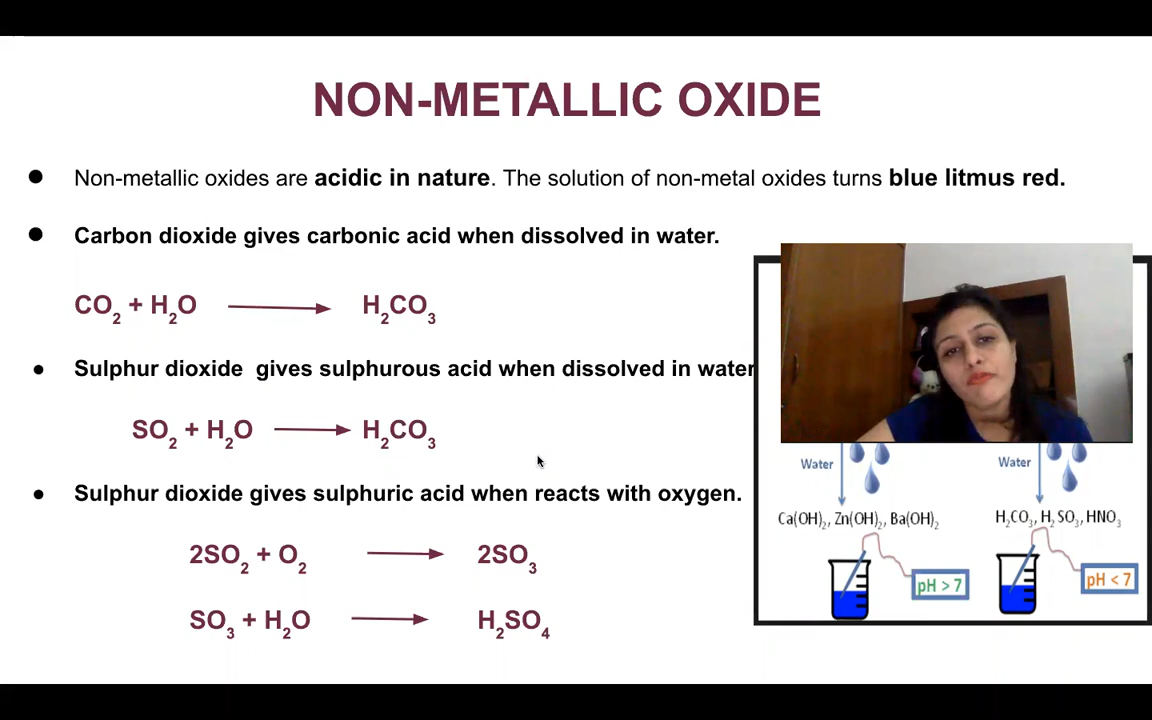 NON-METALLIC OXIDE
● Non-metallic oxides are acidic in nature. The solution of non-metal oxides turns blue litmus red.
● Carbon dioxide gives carbonic acid when dissolved in water.
CO₂ + H₂O ⟶ H₂CO₃
● Sulphur dioxide gives sulphurous acid when dissolved in water
SO₂ + H₂O ⟶ H₂CO₃
● Sulphur dioxide gives sulphuric acid when reacts with oxygen.
2SO₂ + O₂ ⟶ 2SO₃
SO₃ + H₂O ⟶ H₂SO₄
Water
Water
Ca(OH)₂, Zn(OH)₂, Ba(OH)₂
H₂CO₃, H₂SO₃, HNO₃
pH > 7
pH < 7